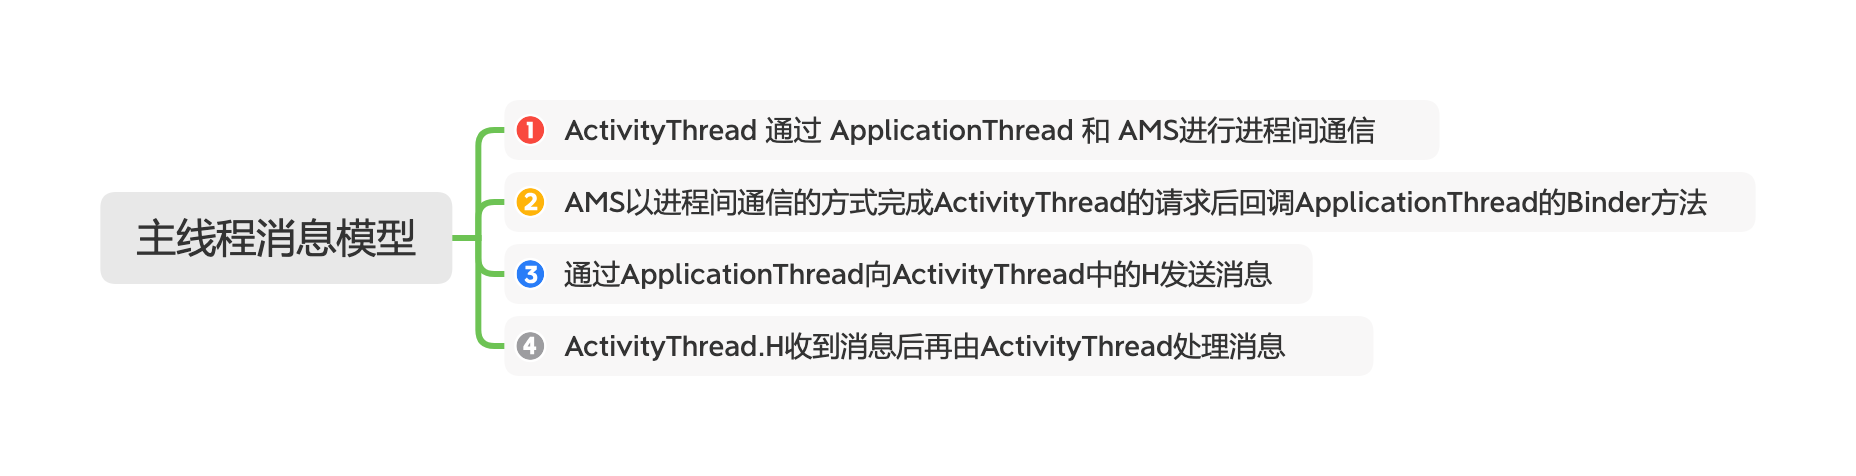 主线程消息模型
1 ActivityThread 通过 ApplicationThread 和 AMS进行进程间通信
2 AMS以进程间通信的方式完成ActivityThread的请求后回调ApplicationThread的Binder方法
3 通过ApplicationThread向ActivityThread中的H发送消息
4 ActivityThread.H收到消息后再由ActivityThread处理消息